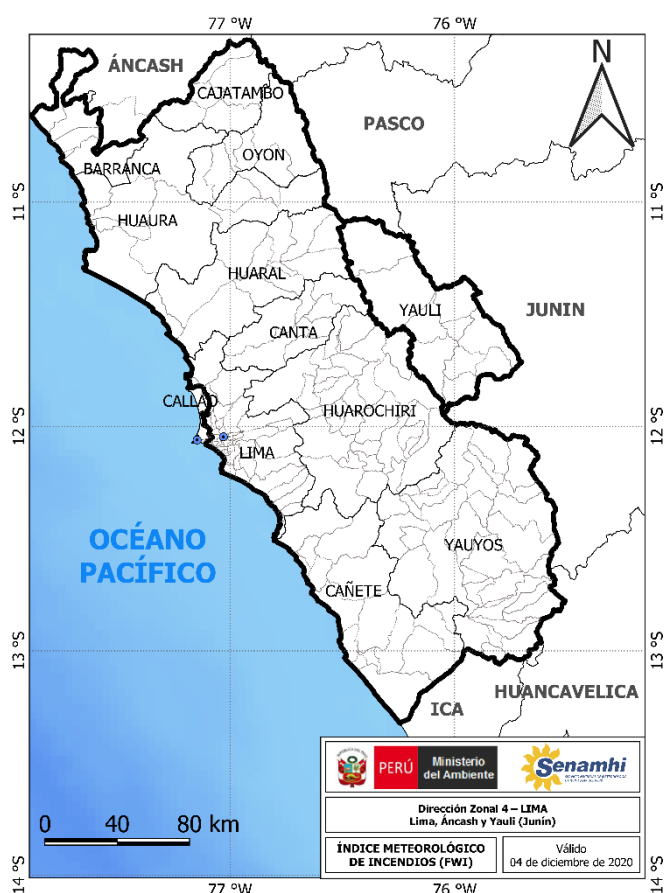 77 °W
76 °W
ÁNCASH
N
CAJATAMBO
PASCO
OYON
BARRANCA
11 °S
11 °S
HUAURA
HUARAL
YAULI
JUNIN
CANTA
CALLAO
HUAROCHIRI
12 °S
12 °S
LIMA
OCÉANO
PACÍFICO
YAUYOS
CAÑETE
13 °S
13 °S
HUANCAVELICA
ICA
PERÚ
Ministerio
del Ambiente
Senamhi
Dirección Zonal 4 – LIMA
Lima, Áncash y Yauli (Junín)
0 40 80 km
ÍNDICE METEOROLÓGICO
DE INCENDIOS (FWI)
Válido
04 de diciembre de 2020
14 °S
14 °S
77 °W
76 °W